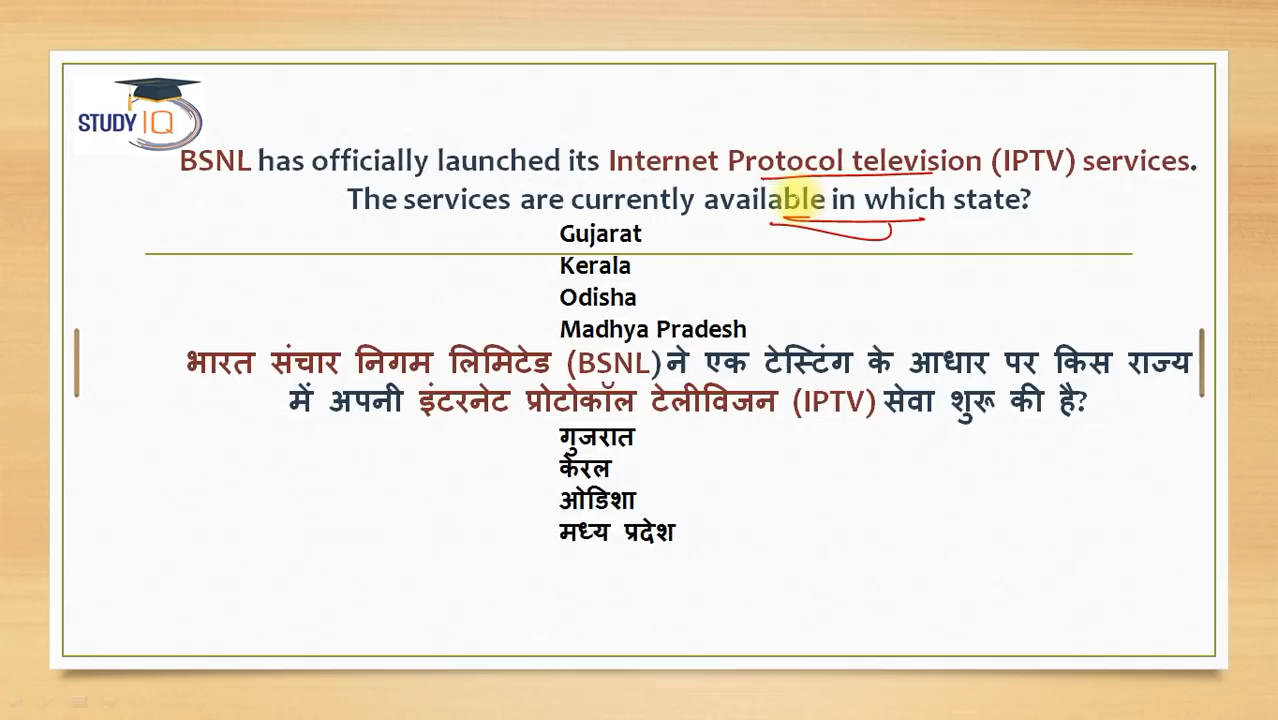 STUDY IQ
BSNL has officially launched its Internet Protocol television (IPTV) services.
The services are currently available in which state?
Gujarat
Kerala
Odisha
Madhya Pradesh
भारत संचार निगम लिमिटेड (BSNL) ने एक टेस्टिंग के आधार पर किस राज्य
में अपनी इंटरनेट प्रोटोकॉल टेलीविजन (IPTV) सेवा शुरू की है?
गुजरात
केरल
ओडिशा
मध्य प्रदेश